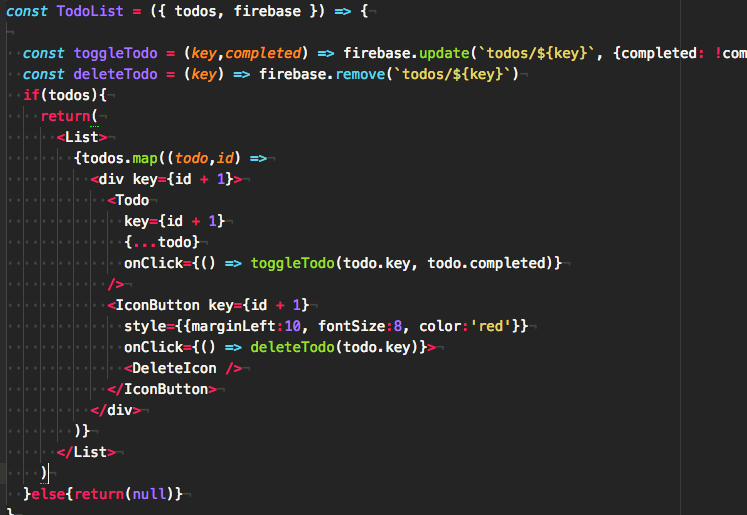 const TodoList = ({ todos, firebase }) => {
const toggleTodo = (key,completed) => firebase.update(`todos/${key}`, {completed: !com
const deleteTodo = (key) => firebase.remove(`todos/${key}`)
if(todos){
return(
<List>
{todos.map((todo,id) =>
<div key={id + 1}>
<Todo
key={id + 1}
{...todo}
onClick={() => toggleTodo(todo.key, todo.completed)}
/>
<IconButton key={id + 1}
style={{marginLeft:10, fontSize:8, color:'red'}}
onClick={() => deleteTodo(todo.key)}>
<DeleteIcon />
</IconButton>
</div>
)}
</List>
)
}else{return(null)}
}